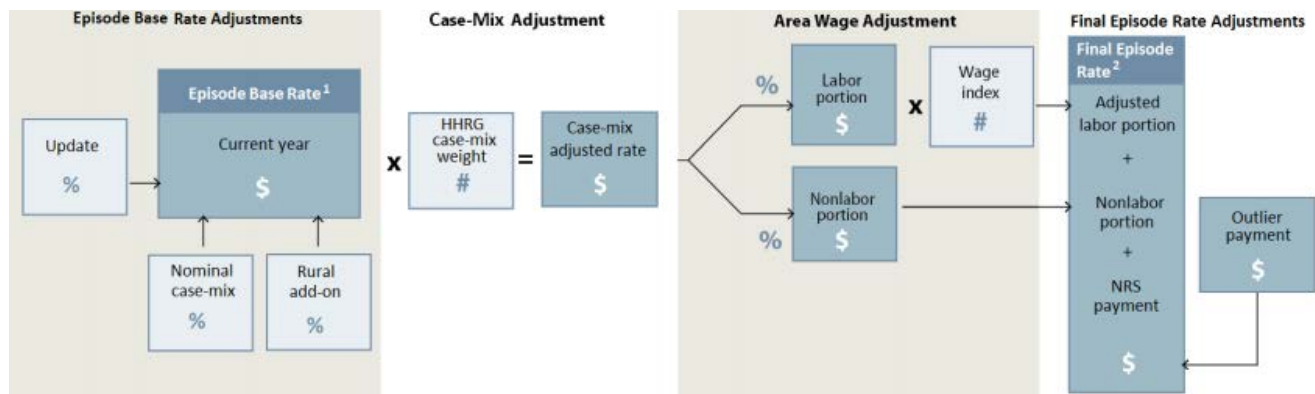 Episode Base Rate Adjustments
Update
%
Episode Base Rate 1
Current year
$
Nominal
case-mix
%
Rural
add-on
%
Case-Mix Adjustment
x
HHRG
case-mix
weight
#
=
Case-mix
adjusted rate
$
Area Wage Adjustment
%
Labor
portion
$
x
Wage
index
#
%
Nonlabor
portion
$
Final Episode Rate Adjustments
Final Episode
Rate 2
Adjusted
labor portion
+
Nonlabor
portion
+
NRS
payment
$
Outlier
payment
$